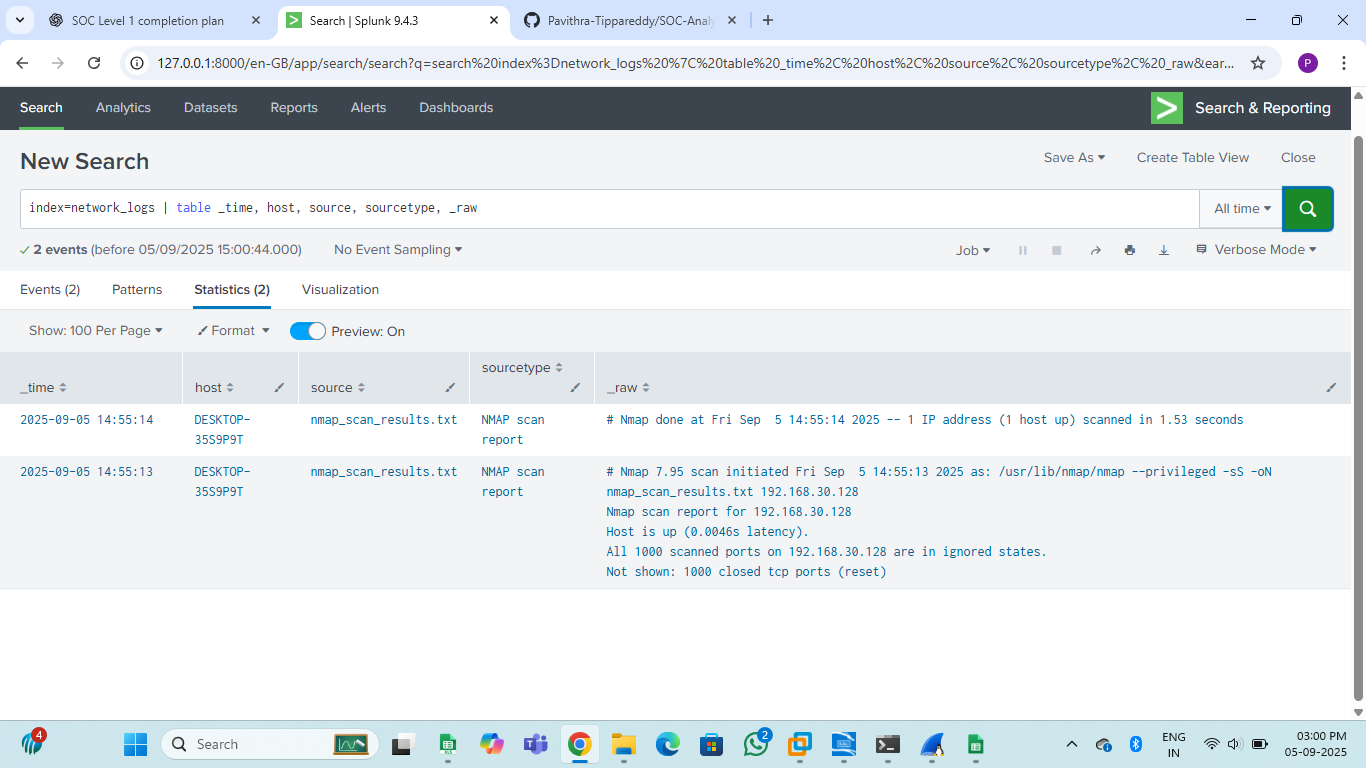 SOC Level 1 completion plan
Search | Splunk 9.4.3
Pavithra-Tippareddy/SOC-Analy
127.0.0.1:8000/en-GB/app/search/search?q=search%20index%3Dnetwork_logs%20%7C%20table%20_time%2C%20host%2C%20source%2C%20sourcetype%2C%20_raw&ear...
P
Search Analytics Datasets Reports Alerts Dashboards
Search & Reporting
New Search
Save As Create Table View Close
index=network_logs | table _time, host, source, sourcetype, _raw
All time
2 events (before 05/09/2025 15:00:44.000)
No Event Sampling
Job
Verbose Mode
Events (2) Patterns Statistics (2) Visualization
Show: 100 Per Page Format Preview: On
_time host source sourcetype _raw
2025-09-05 14:55:14
DESKTOP-
35S9P9T
nmap_scan_results.txt
NMAP scan
report
# Nmap done at Fri Sep  5 14:55:14 2025 -- 1 IP address (1 host up) scanned in 1.53 seconds
2025-09-05 14:55:13
DESKTOP-
35S9P9T
nmap_scan_results.txt
NMAP scan
report
# Nmap 7.95 scan initiated Fri Sep  5 14:55:13 2025 as: /usr/lib/nmap/nmap --privileged -sS -oN
nmap_scan_results.txt 192.168.30.128
Nmap scan report for 192.168.30.128
Host is up (0.0046s latency).
All 1000 scanned ports on 192.168.30.128 are in ignored states.
Not shown: 1000 closed tcp ports (reset)
4
Search
2
ENG
IN
03:00 PM
05-09-2025